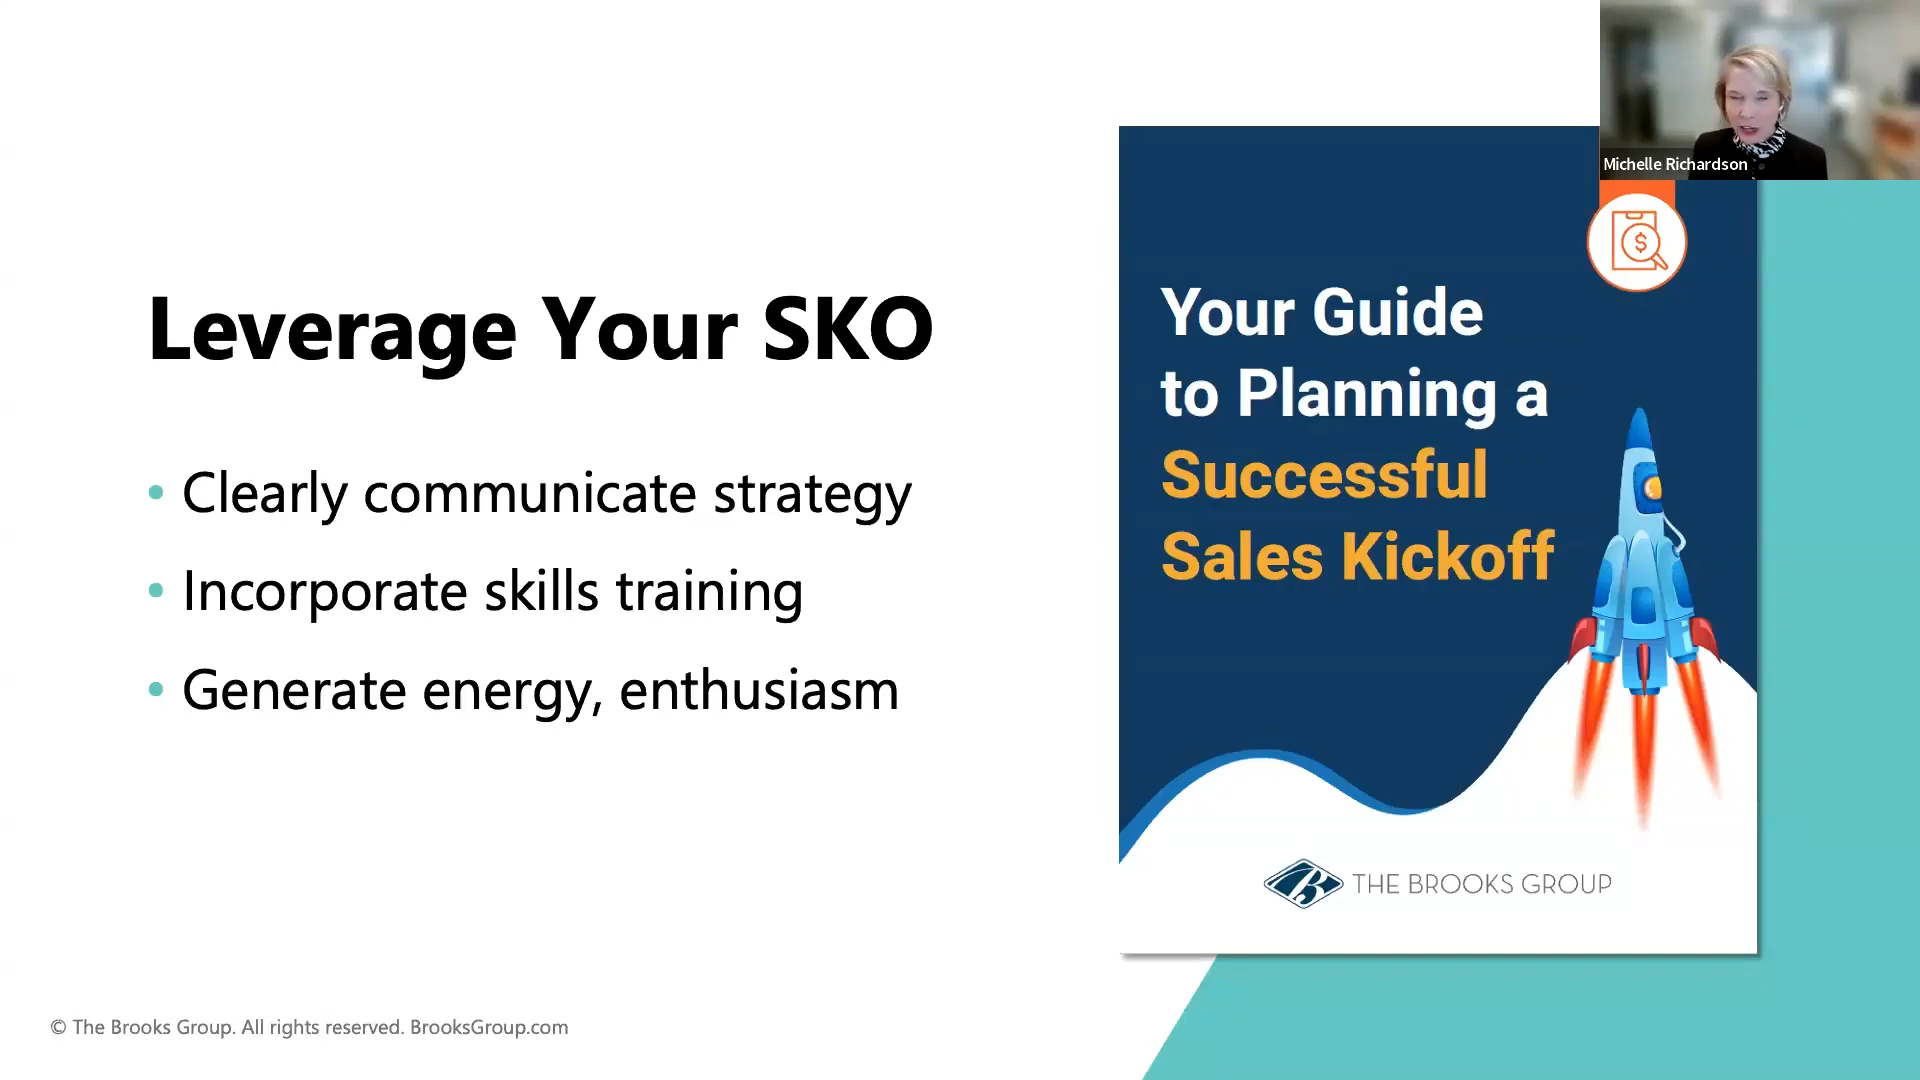 Michelle Richardson
Leverage Your SKO
• Clearly communicate strategy
• Incorporate skills training
• Generate energy, enthusiasm
$
Your Guide
to Planning a
Successful
Sales Kickoff
B THE BROOKS GROUP
© The Brooks Group. All rights reserved. BrooksGroup.com